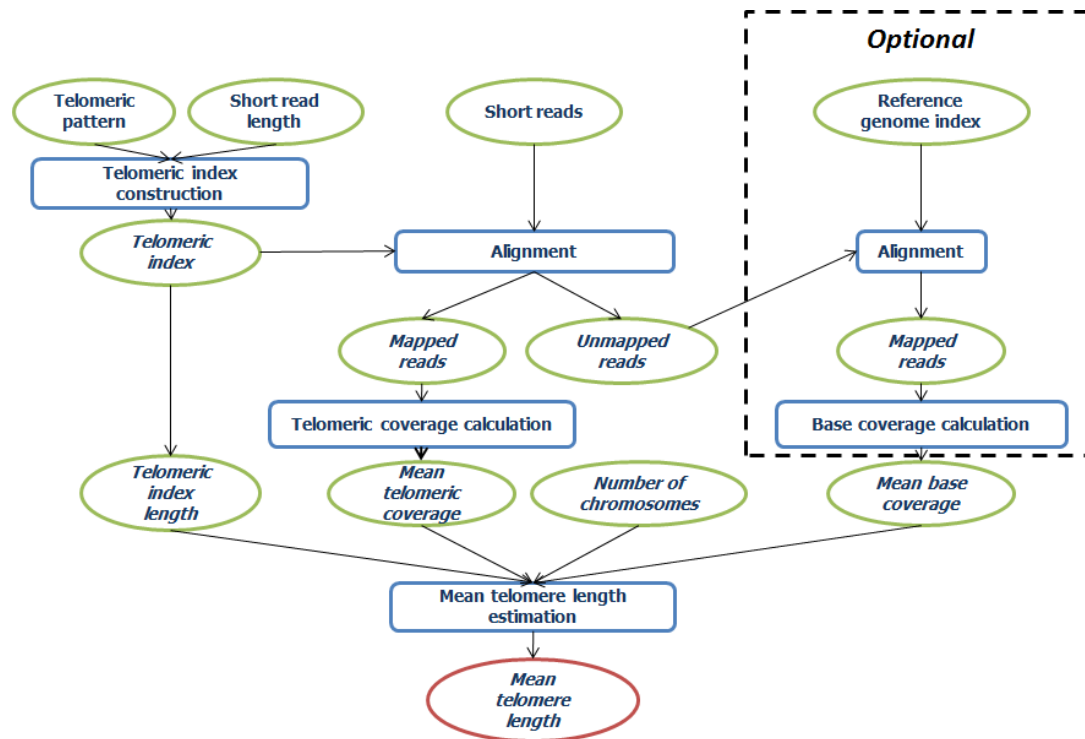 Optional
Telomeric
pattern
Short read
length
Short reads
Reference
genome index
Telomeric index
construction
Telomeric
index
Alignment
Alignment
Mapped
reads
Unmapped
reads
Mapped
reads
Telomeric coverage calculation
Base coverage calculation
Telomeric
index
length
Mean
telomeric
coverage
Number of
chromosomes
Mean base
coverage
Mean telomere length
estimation
Mean
telomere
length